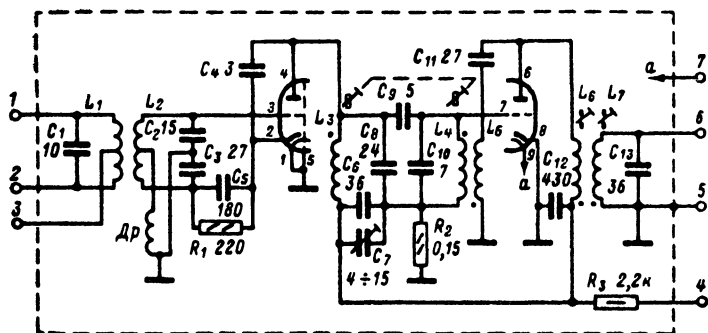 1
2
3
C1
10
L1
L2
C2 15
C3 27
C5
180
R1 220
Др
C4 3
4
3
2
1
5
L3
C9 5
C8
24
C6
36
C7
4÷15
C10
7
R2
0,15
L4
L5
C11 27
6
7
8
9
а
C12
430
L6
L7
C13
36
R3 2,2к
а
7
6
5
4